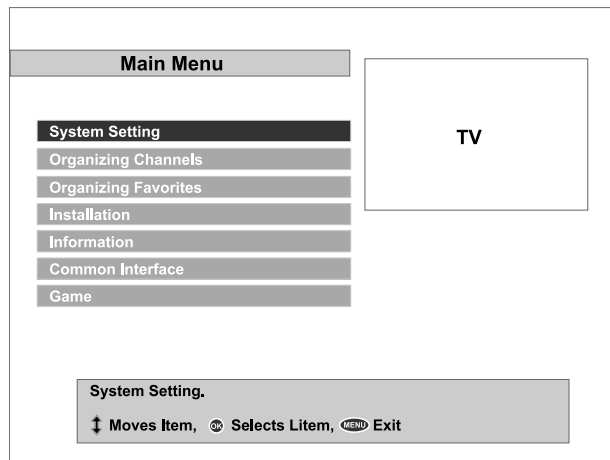 Main Menu
TV
System Setting
Organizing Channels
Organizing Favorites
Installation
Information
Common Interface
Game
System Setting.
Moves Item, OK Selects Litem, MENU Exit